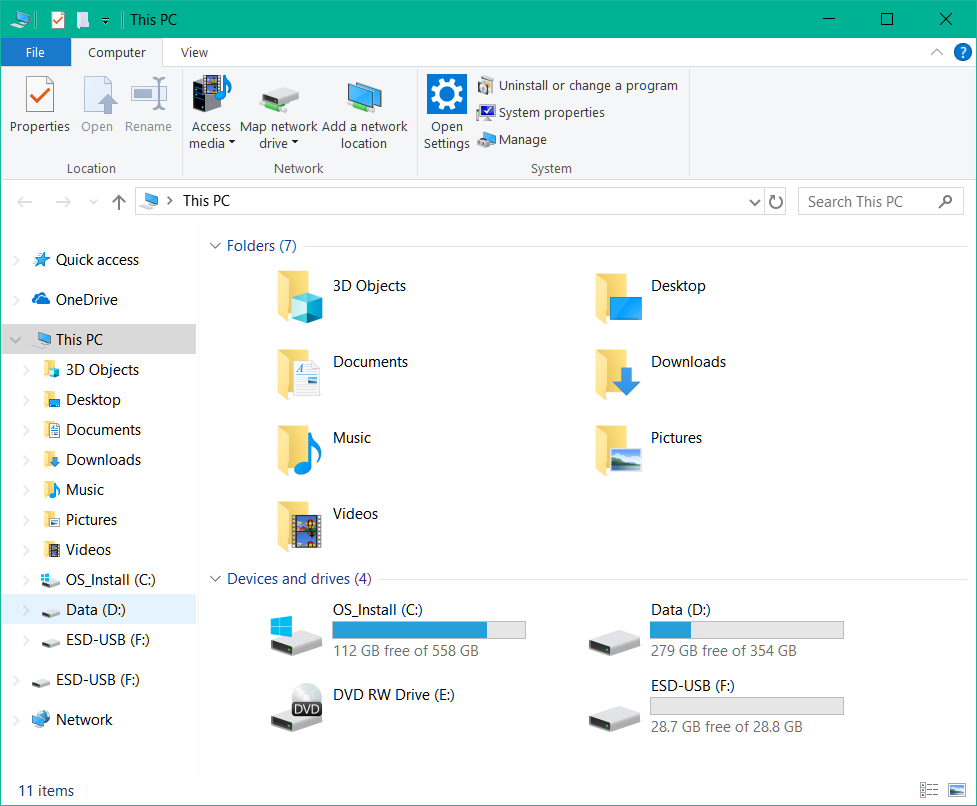 This PC
File
Computer
View
?
Properties
Open
Rename
Location
Access media
Map network drive
Add a network location
Network
Open Settings
Uninstall or change a program
System properties
Manage
System
This PC
Search This PC
Quick access
OneDrive
This PC
3D Objects
Desktop
Documents
Downloads
Music
Pictures
Videos
OS_Install (C:)
Data (D:)
ESD-USB (F:)
ESD-USB (F:)
Network
Folders (7)
3D Objects
Desktop
Documents
Downloads
Music
Pictures
Videos
Devices and drives (4)
OS_Install (C:)
112 GB free of 558 GB
Data (D:)
279 GB free of 354 GB
DVD
DVD RW Drive (E:)
ESD-USB (F:)
28.7 GB free of 28.8 GB
11 items